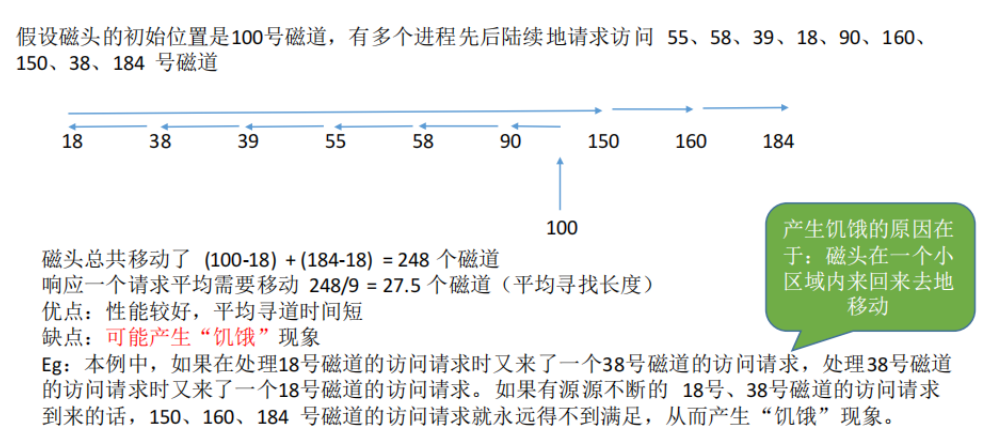 假设磁头的初始位置是100号磁道，有多个进程先后陆续地请求访问 55、58、39、18、90、160、
150、38、184 号磁道
18 38 39 55 58 90 150 160 184
100
磁头总共移动了 (100-18) + (184-18) = 248 个磁道
响应一个请求平均需要移动 248/9 = 27.5 个磁道（平均寻找长度）
优点：性能较好，平均寻道时间短
缺点：可能产生“饥饿”现象
Eg：本例中，如果在处理18号磁道的访问请求时又来了一个38号磁道的访问请求，处理38号磁道
的访问请求时又来了一个18号磁道的访问请求。如果有源源不断的 18号、38号磁道的访问请求
到来的话，150、160、184 号磁道的访问请求就永远得不到满足，从而产生“饥饿”现象。
产生饥饿的原因在
于：磁头在一个小
区域内来回来去地
移动